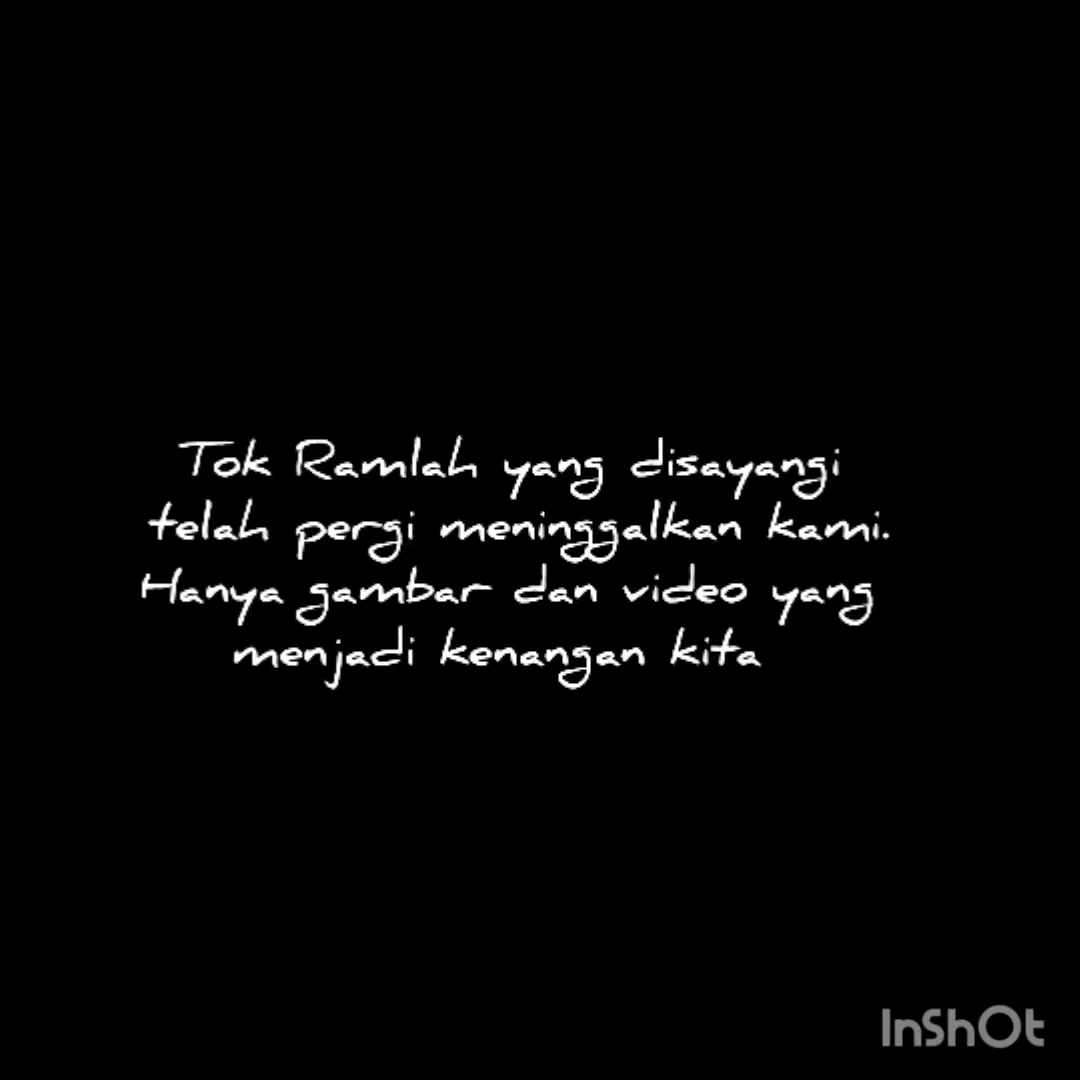 Tok Ramlah yang disayangi
telah pergi meninggalkan kami.
Hanya gambar dan video yang
menjadi kenangan kita
InShOt